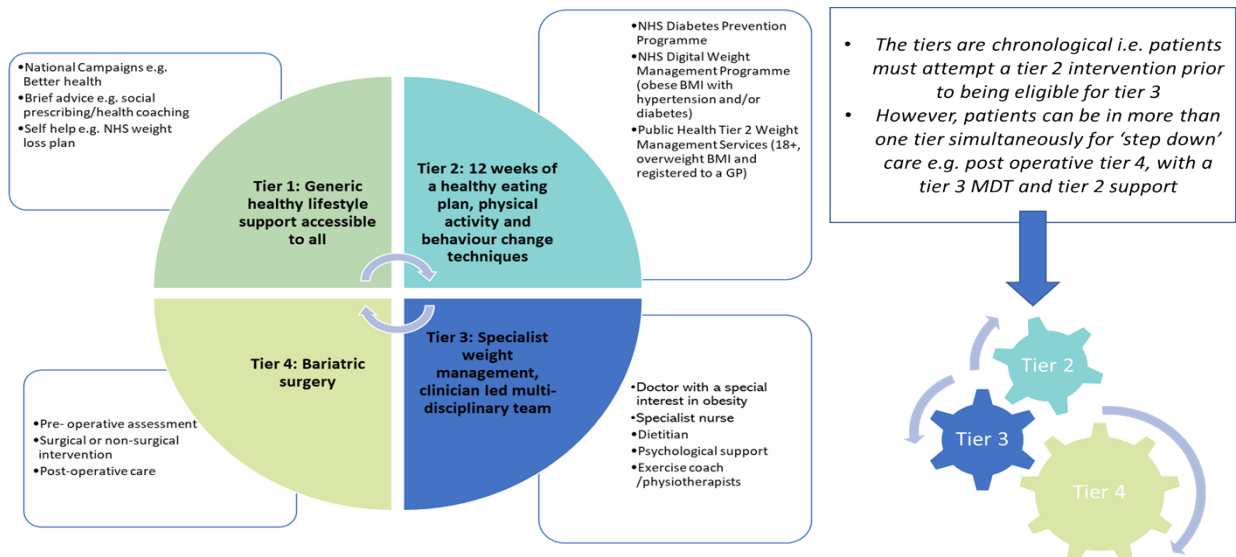 •National Campaigns e.g.
Better health
•Brief advice e.g. social
prescribing/health coaching
•Self help e.g. NHS weight
loss plan
Tier 1: Generic
healthy lifestyle
support accessible
to all
•NHS Diabetes Prevention
Programme
•NHS Digital Weight
Management Programme
(obese BMI with
hypertension and/or
diabetes)
•Public Health Tier 2 Weight
Management Services (18+,
overweight BMI and
registered to a GP)
Tier 2: 12 weeks of
a healthy eating
plan, physical
activity and
behaviour change
techniques
Tier 4: Bariatric
surgery
•Pre- operative assessment
•Surgical or non-surgical
intervention
•Post-operative care
Tier 3: Specialist
weight
management,
clinician led multi-
disciplinary team
•Doctor with a special
interest in obesity
•Specialist nurse
•Dietitian
•Psychological support
•Exercise coach
/physiotherapists
• The tiers are chronological i.e. patients
must attempt a tier 2 intervention prior
to being eligible for tier 3
• However, patients can be in more than
one tier simultaneously for ‘step down’
care e.g. post operative tier 4, with a
tier 3 MDT and tier 2 support
Tier 2
Tier 3
Tier 4